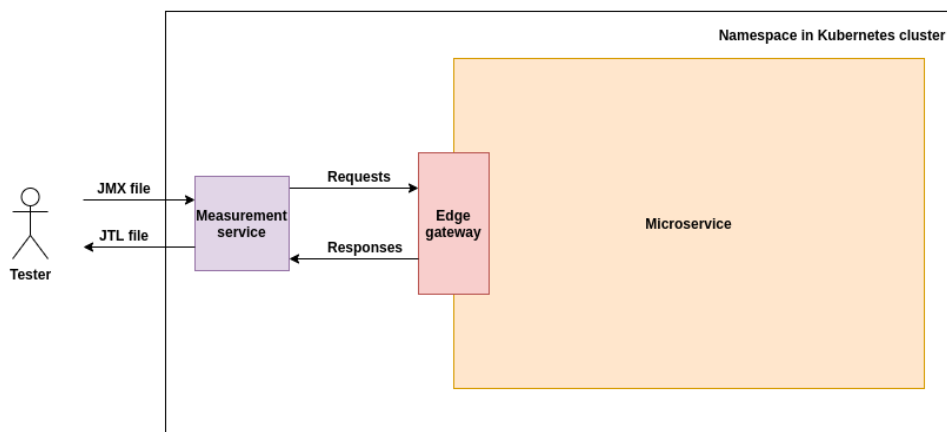 Namespace in Kubernetes cluster
JMX file
Requests
Measurement
service
Edge
gateway
Microservice
JTL file
Responses
Tester